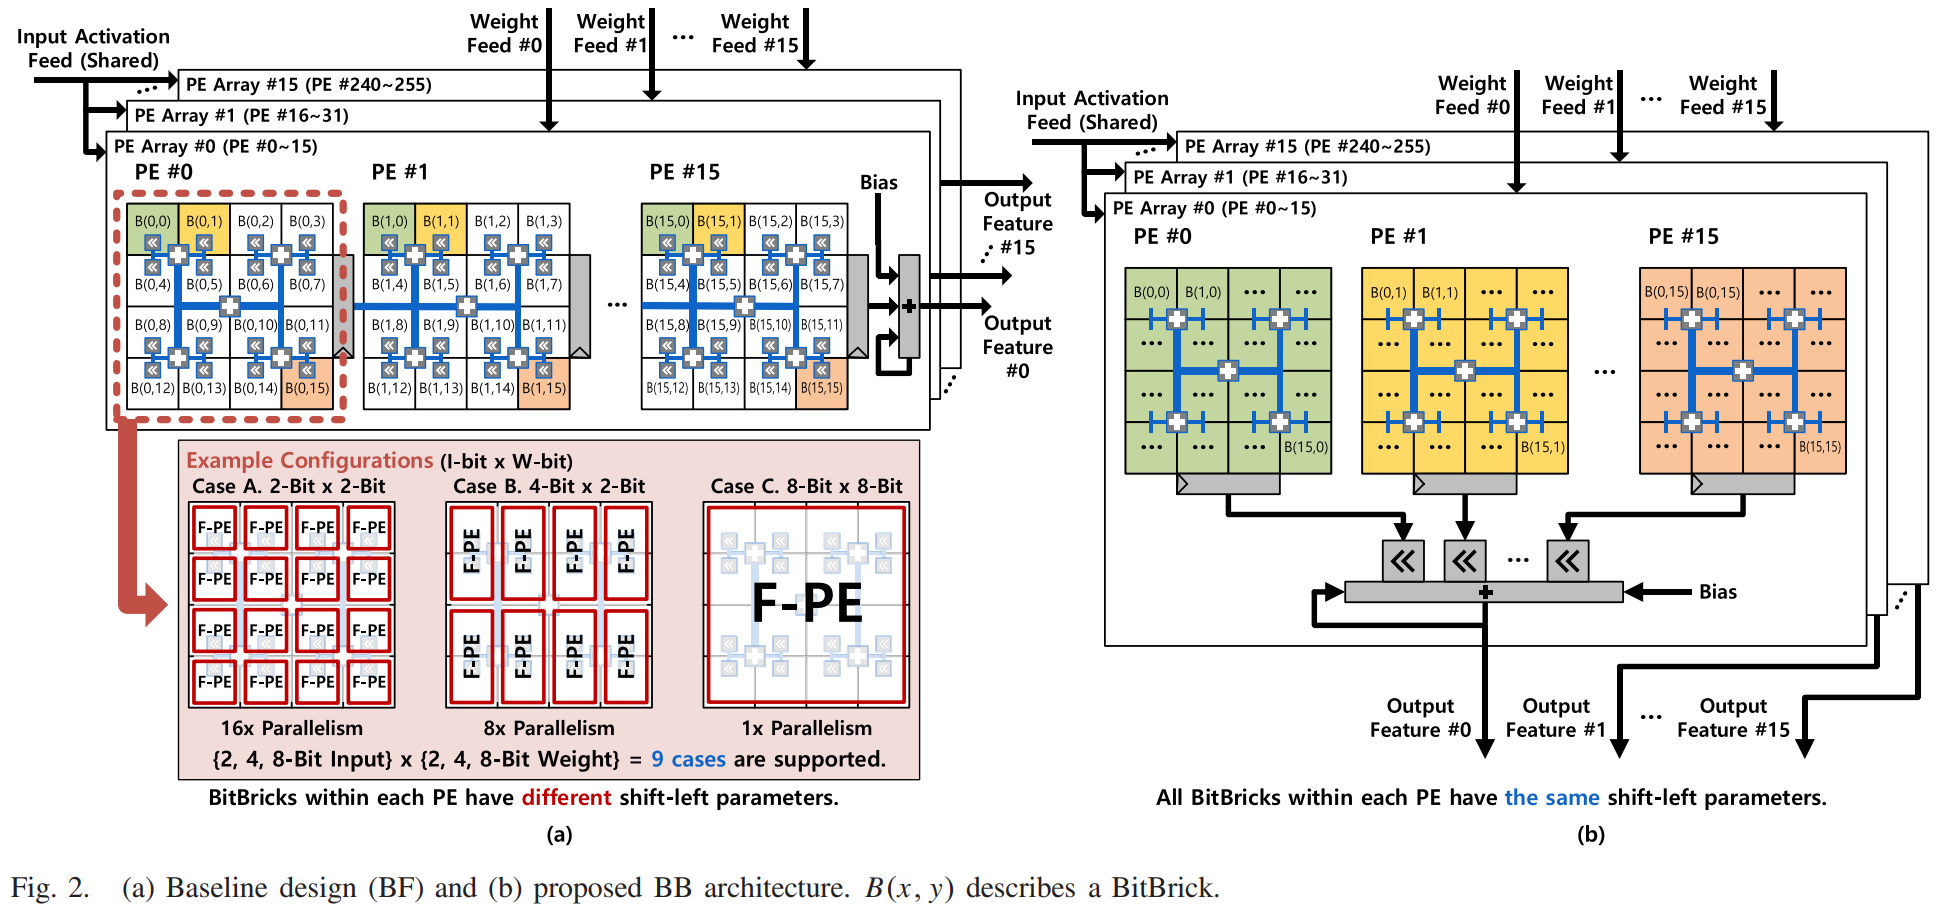 Input Activation
Feed (Shared)
Weight
Feed #0
Weight
Feed #1
...
Weight
Feed #15
PE Array #15 (PE #240~255)
PE Array #1 (PE #16~31)
PE Array #0 (PE #0~15)
PE #0
B(0,0) B(0,1) B(0,2) B(0,3)
B(0,4) B(0,5) B(0,6) B(0,7)
B(0,8) B(0,9) B(0,10) B(0,11)
B(0,12) B(0,13) B(0,14) B(0,15)
PE #1
B(1,0) B(1,1) B(1,2) B(1,3)
B(1,4) B(1,5) B(1,6) B(1,7)
B(1,8) B(1,9) B(1,10) B(1,11)
B(1,12) B(1,13) B(1,14) B(1,15)
...
PE #15
B(15,0) B(15,1) B(15,2) B(15,3)
B(15,4) B(15,5) B(15,6) B(15,7)
B(15,8) B(15,9) B(15,10) B(15,11)
B(15,12) B(15,13) B(15,14) B(15,15)
Bias
Output
Feature
#15
Output
Feature
#0
Example Configurations (I-bit x W-bit)
Case A. 2-Bit x 2-Bit
F-PE F-PE F-PE F-PE
F-PE F-PE F-PE F-PE
F-PE F-PE F-PE F-PE
F-PE F-PE F-PE F-PE
16x Parallelism
Case B. 4-Bit x 2-Bit
F-PE F-PE F-PE F-PE
F-PE F-PE F-PE F-PE
8x Parallelism
Case C. 8-Bit x 8-Bit
F-PE
1x Parallelism
{2, 4, 8-Bit Input} x {2, 4, 8-Bit Weight} = 9 cases are supported.
BitBricks within each PE have different shift-left parameters.
(a)
Input Activation
Feed (Shared)
Weight
Feed #0
Weight
Feed #1
...
Weight
Feed #15
PE Array #15 (PE #240~255)
PE Array #1 (PE #16~31)
PE Array #0 (PE #0~15)
PE #0
B(0,0) B(1,0) ... ...
... ... ... ...
... ... ... ...
... ... ... B(15,0)
PE #1
B(0,1) B(1,1) ... ...
... ... ... ...
... ... ... ...
... ... ... B(15,1)
...
PE #15
B(0,15) B(0,15) ... ...
... ... ... ...
... ... ... ...
... ... ... B(15,15)
...
Bias
Output
Feature #0
Output
Feature #1
...
Output
Feature #15
All BitBricks within each PE have the same shift-left parameters.
(b)
Fig. 2. (a) Baseline design (BF) and (b) proposed BB architecture. B(x, y) describes a BitBrick.